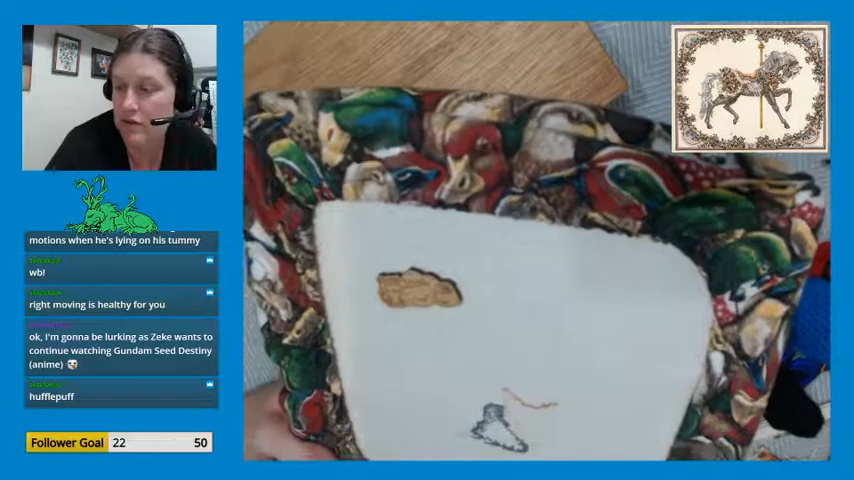 motions when he's lying on his tummy
wb!
right moving is healthy for you
ok, I'm gonna be lurking as Zeke wants to
continue watching Gundam Seed Destiny
(anime)
hufflepuff
Follower Goal 22 50